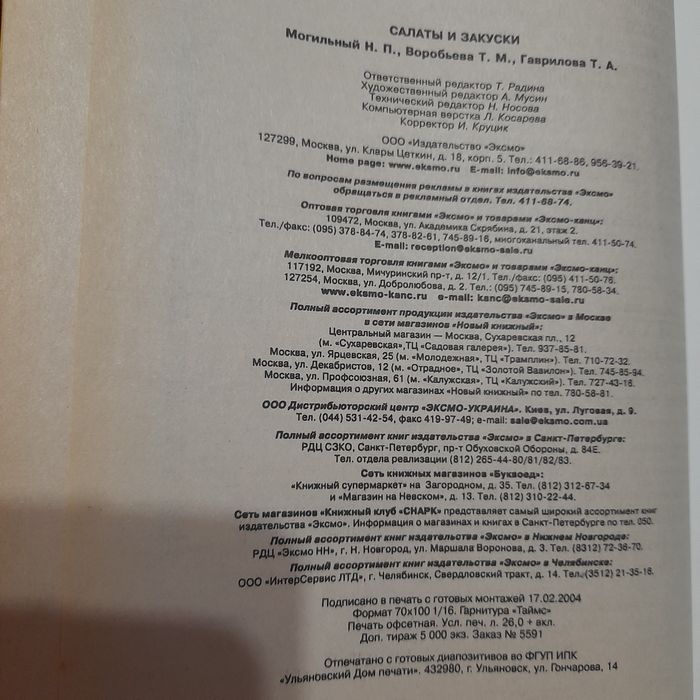 САЛАТЫ И ЗАКУСКИ
Могильный Н. П., Воробьева Т. М., Гаврилова Т. А.
Ответственный редактор Т. Радина
Художественный редактор А. Мусин
Технический редактор Н. Носова
Компьютерная верстка Л. Косарева
Корректор И. Круцик
ООО «Издательство «Эксмо»
127299, Москва, ул. Клары Цеткин, д. 18, корп. 5. Тел.: 411-68-86, 956-39-21.
Home page: www.eksmo.ru E-mail: info@eksmo.ru
По вопросам размещения рекламы в книгах издательства «Эксмо»
обращаться в рекламный отдел. Тел. 411-68-74.
Оптовая торговля книгами «Эксмо» и товарами «Эксмо-канц»:
109472, Москва, ул. Академика Скрябина, д. 21, этаж 2.
Тел./факс: (095) 378-84-74, 378-82-61, 745-89-16, многоканальный тел. 411-50-74.
E-mail: reception@eksmo-sale.ru
Мелкооптовая торговля книгами «Эксмо» и товарами «Эксмо-канц»:
117192, Москва, Мичуринский пр-т, д. 12/1. Тел./факс: (095) 411-50-76.
127254, Москва, ул. Добролюбова, д. 2. Тел.: (095) 745-89-15, 780-58-34.
www.eksmo-kanc.ru e-mail: kanc@eksmo-sale.ru
Полный ассортимент продукции издательства «Эксмо» в Москве
в сети магазинов «Новый книжный»:
Центральный магазин — Москва, Сухаревская пл., 12
(м. «Сухаревская»,ТЦ «Садовая галерея»). Тел. 937-85-81.
Москва, ул. Ярцевская, 25 (м. «Молодежная», ТЦ «Трамплин»). Тел. 710-72-32.
Москва, ул. Декабристов, 12 (м. «Отрадное», ТЦ «Золотой Вавилон»). Тел. 745-85-94.
Москва, ул. Профсоюзная, 61 (м. «Калужская», ТЦ «Калужский»). Тел. 727-43-16.
Информация о других магазинах «Новый книжный» по тел. 780-58-81.
ООО Дистрибьюторский центр «ЭКСМО-УКРАИНА». Киев, ул. Луговая, д. 9.
Тел. (044) 531-42-54, факс 419-97-49; e-mail: sale@eksmo.com.ua
Полный ассортимент книг издательства «Эксмо» в Санкт-Петербурге:
РДЦ СЗКО, Санкт-Петербург, пр-т Обуховской Обороны, д. 84Е.
Тел. отдела реализации (812) 265-44-80/81/82/83.
Сеть книжных магазинов «Буквоед»:
«Книжный супермаркет» на Загородном, д. 35. Тел. (812) 312-67-34
и «Магазин на Невском», д. 13. Тел. (812) 310-22-44.
Сеть магазинов «Книжный клуб «СНАРК» представляет самый широкий ассортимент книг
издательства «Эксмо». Информация о магазинах и книгах в Санкт-Петербурге по тел. 050.
Полный ассортимент книг издательства «Эксмо» в Нижнем Новгороде:
РДЦ «Эксмо НН», г. Н. Новгород, ул. Маршала Воронова, д. 3. Тел. (8312) 72-36-70.
Полный ассортимент книг издательства «Эксмо» в Челябинске:
ООО «ИнтерСервис ЛТД», г. Челябинск, Свердловский тракт, д. 14. Тел. (3512) 21-35-16.
Подписано в печать с готовых монтажей 17.02.2004
Формат 70х100 1/16. Гарнитура «Таймс»
Печать офсетная. Усл. печ. л. 26,0 + вкл.
Доп. тираж 5 000 экз. Заказ № 5591
Отпечатано с готовых диапозитивов во ФГУП ИПК
«Ульяновский Дом печати». 432980, г. Ульяновск, ул. Гончарова, 14